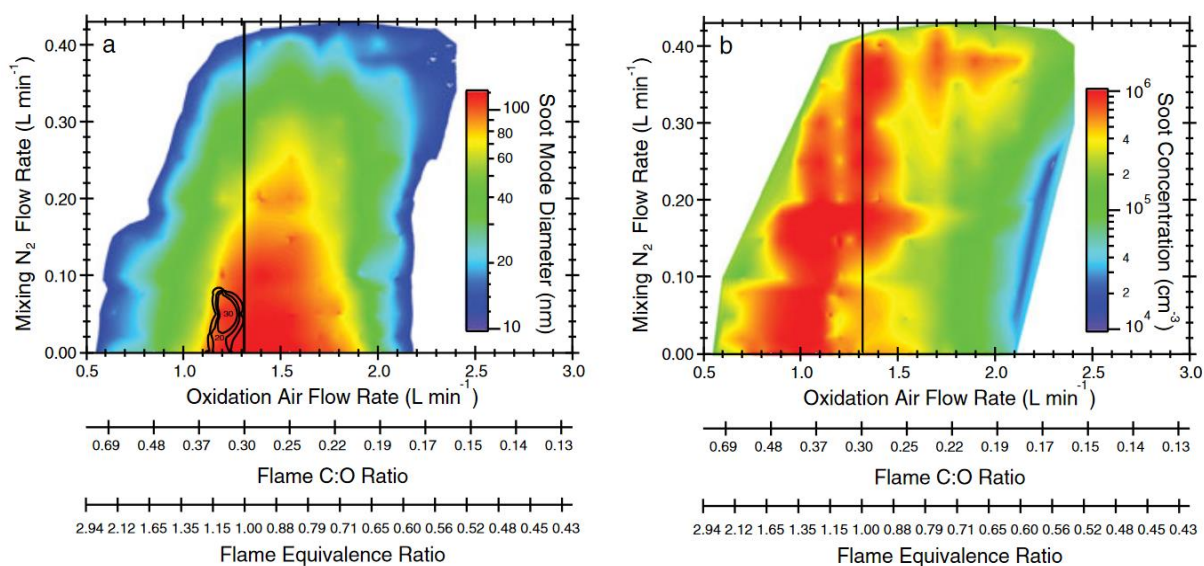 a
0.40
0.30
0.20
0.10
0.00
Mixing N₂ Flow Rate (L min⁻¹)
30
20
100
80
60
40
20
10
Soot Mode Diameter (nm)
0.5 1.0 1.5 2.0 2.5 3.0
Oxidation Air Flow Rate (L min⁻¹)
0.69 0.48 0.37 0.30 0.25 0.22 0.19 0.17 0.15 0.14 0.13
Flame C:O Ratio
2.94 2.12 1.65 1.35 1.15 1.00 0.88 0.79 0.71 0.65 0.60 0.56 0.52 0.48 0.45 0.43
Flame Equivalence Ratio
b
0.40
0.30
0.20
0.10
0.00
Mixing N₂ Flow Rate (L min⁻¹)
10⁶
4
2
10⁵
4
2
10⁴
Soot Concentration (cm⁻³)
0.5 1.0 1.5 2.0 2.5 3.0
Oxidation Air Flow Rate (L min⁻¹)
0.69 0.48 0.37 0.30 0.25 0.22 0.19 0.17 0.15 0.14 0.13
Flame C:O Ratio
2.94 2.12 1.65 1.35 1.15 1.00 0.88 0.79 0.71 0.65 0.60 0.56 0.52 0.48 0.45 0.43
Flame Equivalence Ratio